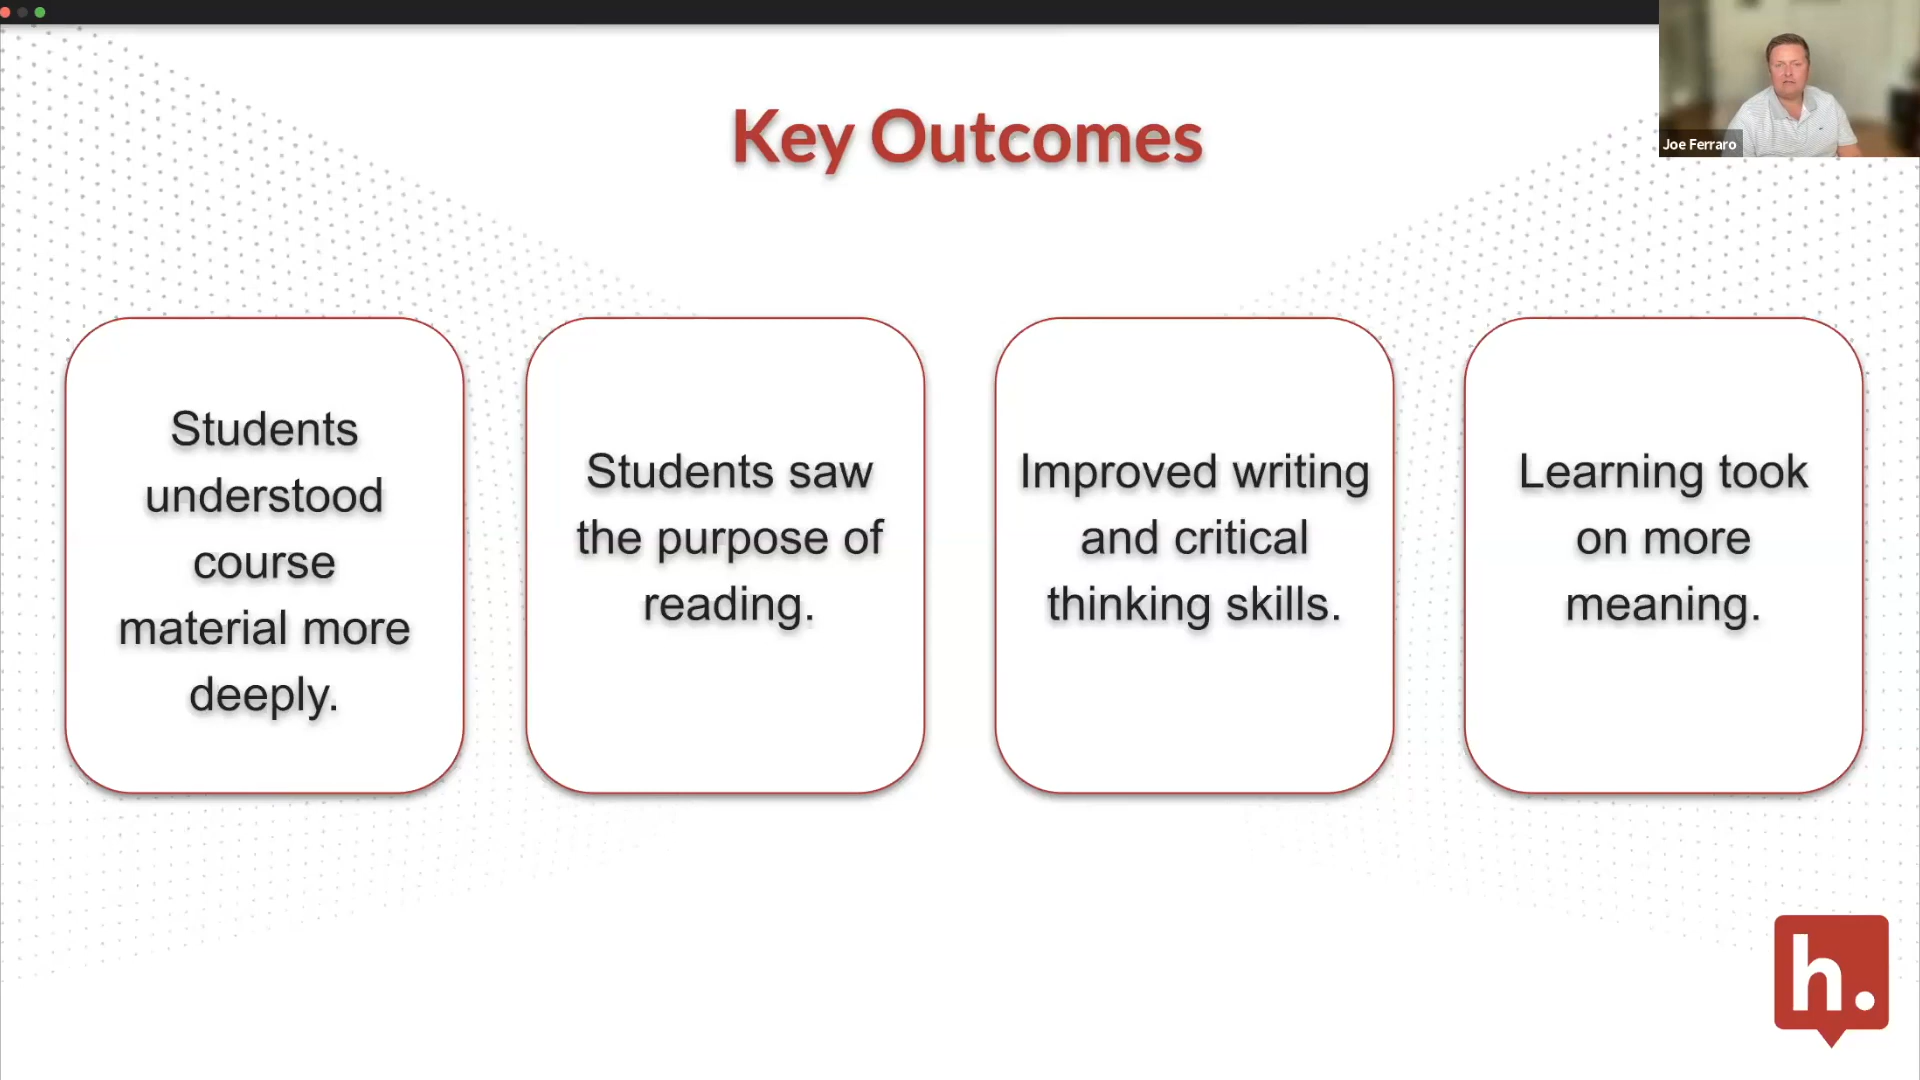 Key Outcomes
Joe Ferraro
Students
understood
course
material more
deeply.
Students saw
the purpose of
reading.
Improved writing
and critical
thinking skills.
Learning took
on more
meaning.
h.